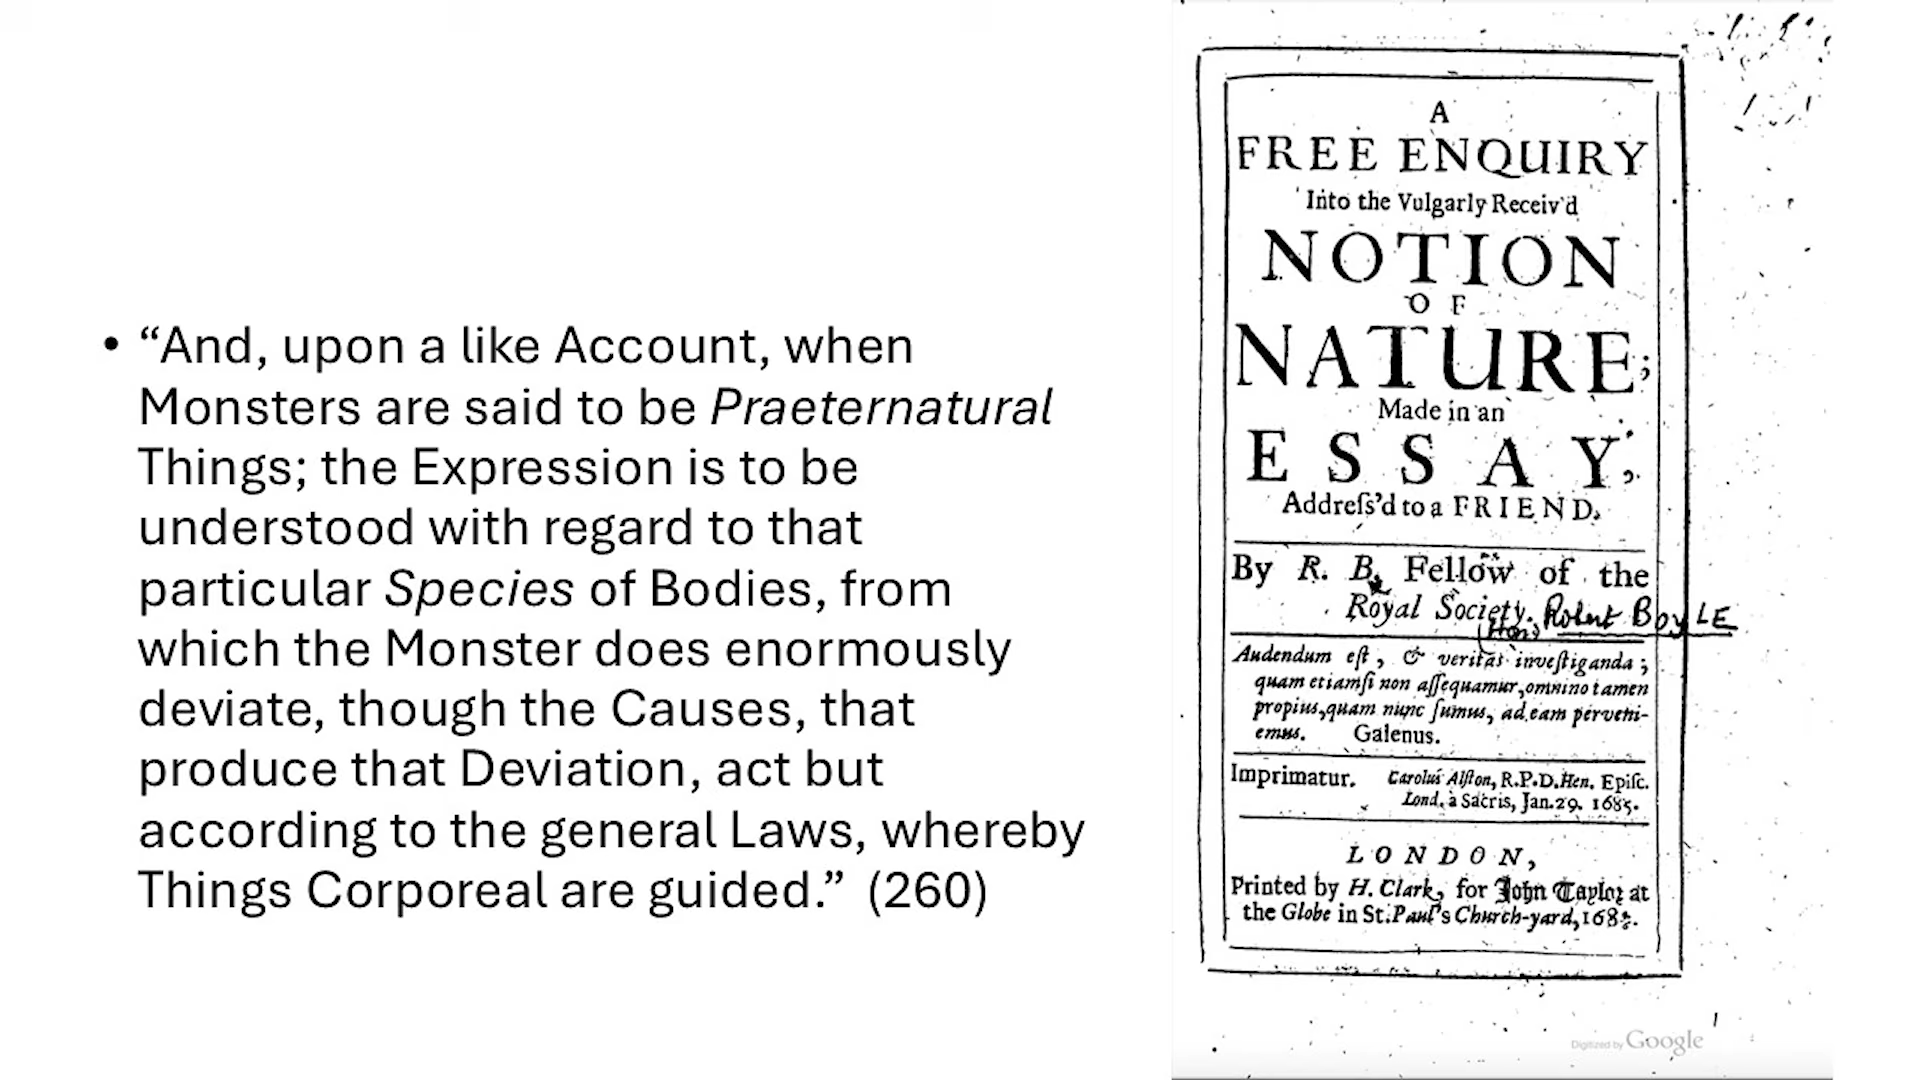 • “And, upon a like Account, when
Monsters are said to be Praeternatural
Things; the Expression is to be
understood with regard to that
particular Species of Bodies, from
which the Monster does enormously
deviate, though the Causes, that
produce that Deviation, act but
according to the general Laws, whereby
Things Corporeal are guided.” (260)
A
FREE ENQUIRY
Into the Vulgarly Receiv'd
NOTION
OF
NATURE;
Made in an
ESSAY,
Addreſs'd to a FRIEND.
By R. B. Fellow of the
Royal Society. Robert BOYLE
(Hon)
Audendum eſt, & veritas inveſtiganda;
quam etiamſi non aſſequamur, omnino tamen
propius, quam nunc ſumus, ad eam perveni-
emus. Galenus.
Imprimatur. Carolus Alſton, R.P.D. Hen. Epiſc.
Lond. à Sacris, Jan. 29. 1685.
LONDON,
Printed by H. Clark, for John Taylor at
the Globe in St. Paul's Church-yard,
Digitized by Google